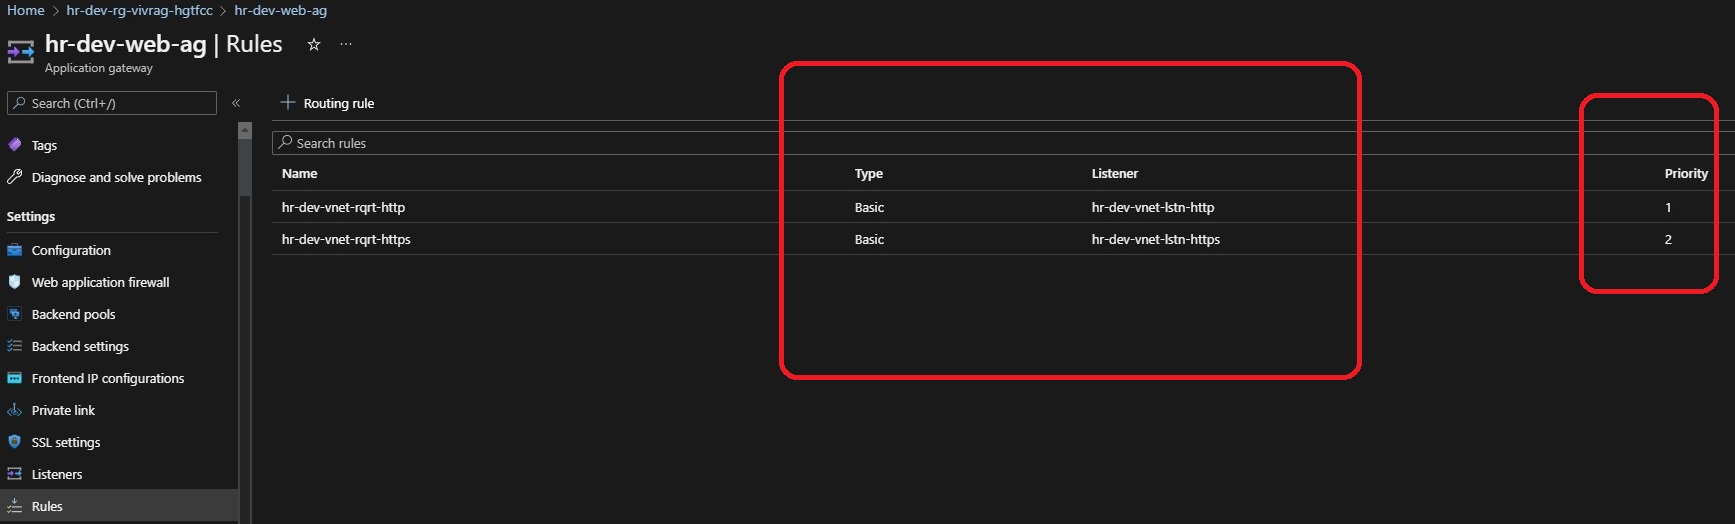 Home > hr-dev-rg-vivrag-hgtfcc > hr-dev-web-ag
hr-dev-web-ag | Rules ☆ ···
Application gateway
Search (Ctrl+/) «
Tags
Diagnose and solve problems
Settings
Configuration
Web application firewall
Backend pools
Backend settings
Frontend IP configurations
Private link
SSL settings
Listeners
Rules
+ Routing rule
Search rules
Name Type Listener Priority
hr-dev-vnet-rqrt-http Basic hr-dev-vnet-lstn-http 1
hr-dev-vnet-rqrt-https Basic hr-dev-vnet-lstn-https 2